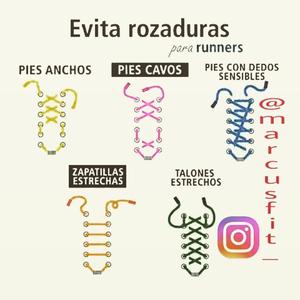 Evita rozaduras
para runners
PIES ANCHOS
PIES CAVOS
PIES CON DEDOS
SENSIBLES
ZAPATILLAS
ESTRECHAS
TALONES
ESTRECHOS
@marcusfit_